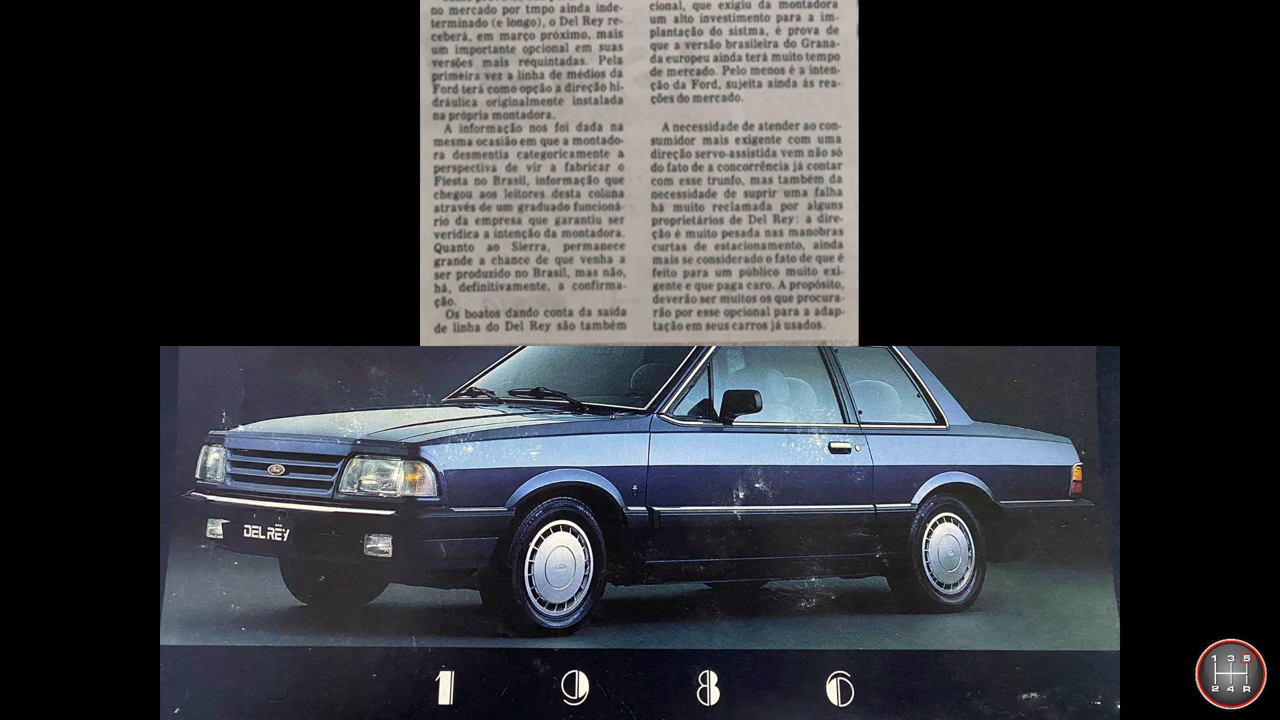 no mercado por tmpo ainda inde-
terminado (e longo), o Del Rey re-
ceberá, em março próximo, mais
um importante opcional em suas
versões mais requintadas. Pela
primeira vez a linha de médios da
Ford terá como opção a direção hi-
dráulica originalmente instalada
na própria montadora.
A informação nos foi dada na
mesma ocasião em que a montado-
ra desmentia categoricamente a
perspectiva de vir a fabricar o
Fiesta no Brasil, informação que
chegou aos leitores desta coluna
através de um graduado funcioná-
rio da empresa que garantiu ser
verídica a intenção da montadora.
Quanto ao Sierra, permanece
grande a chance de que venha a
ser produzido no Brasil, mas não,
há, definitivamente, a confirma-
ção.
Os boatos dando conta da saída
de linha do Del Rey são também
cional, que exigiu da montadora
um alto investimento para a im-
plantação do sistma, é prova de
que a versão brasileira do Grana-
da europeu ainda terá muito tempo
de mercado. Pelo menos é a inten-
ção da Ford, sujeita ainda ás rea-
ções do mercado.
A necessidade de atender ao con-
sumidor mais exigente com uma
direção servo-assistida vem não só
do fato de a concorrência já contar
com esse trunfo, mas também da
necessidade de suprir uma falha
há muito reclamada por alguns
proprietários de Del Rey: a dire-
ção é muito pesada nas manobras
curtas de estacionamento, ainda
mais se considerado o fato de que é
feito para um público muito exi-
gente e que paga caro. A propósito,
deverão ser muitos os que procura-
rão por esse opcional para a adap-
tação em seus carros já usados.
Ford
DEL REY
1986
1 3 5
2 4 R